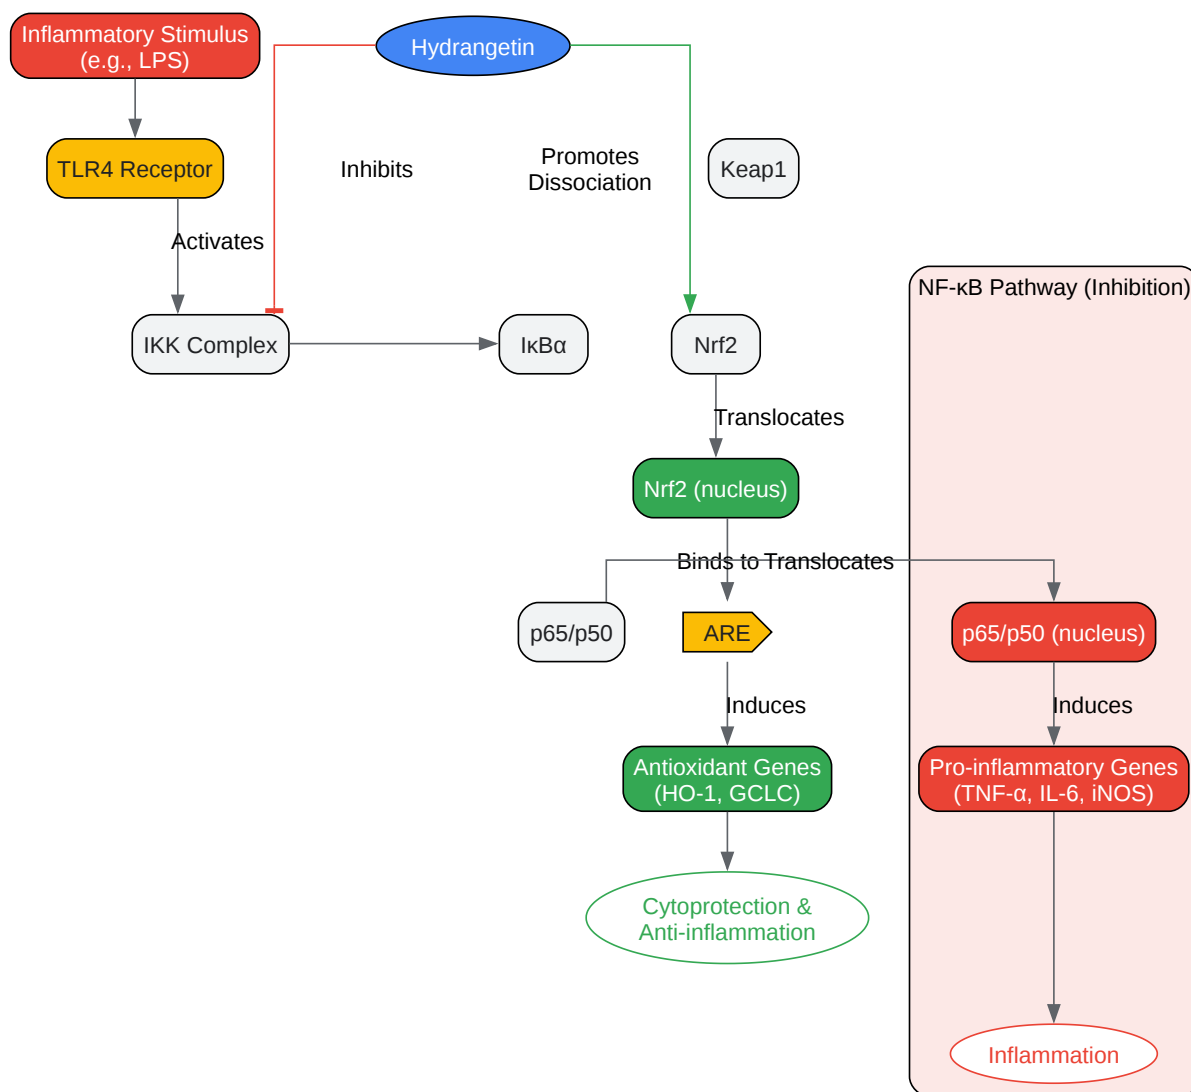 Inflammatory Stimulus
(e.g., LPS)
Hydrangetin
TLR4 Receptor
Inhibits
Promotes
Dissociation
Keap1
Activates
NF-κB Pathway (Inhibition)
IKK Complex
IκBα
Nrf2
Translocates
Nrf2 (nucleus)
Binds to
Translocates
p65/p50
ARE
p65/p50 (nucleus)
Induces
Induces
Antioxidant Genes
(HO-1, GCLC)
Pro-inflammatory Genes
(TNF-α, IL-6, iNOS)
Cytoprotection &
Anti-inflammation
Inflammation